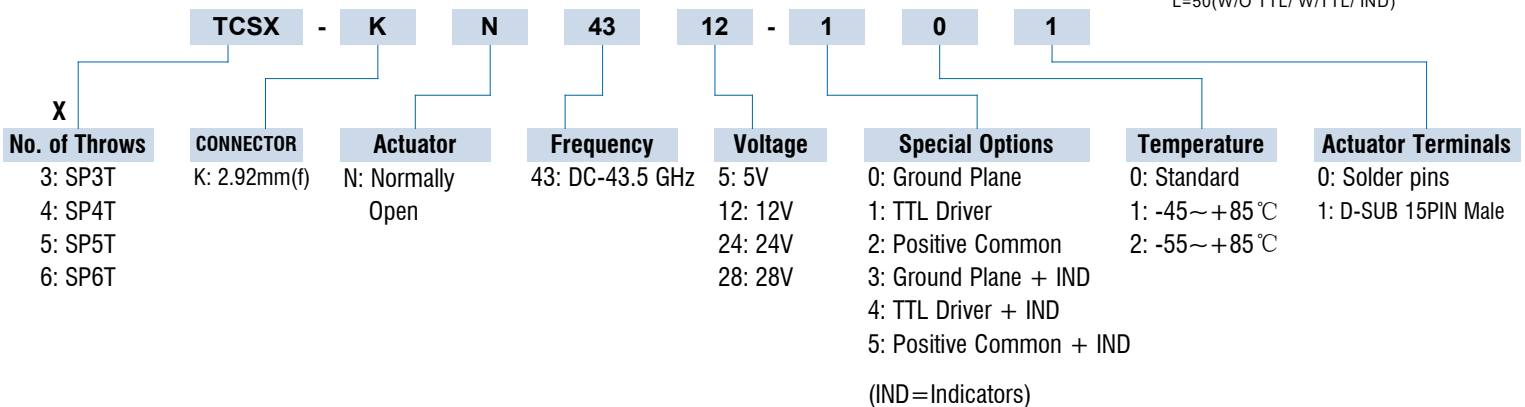 L=50(W/O TTL/ W/TTL/ IND)
TCSX - K N 43 12 - 1 0 1
X
No. of Throws CONNECTOR Actuator Frequency Voltage Special Options Temperature Actuator Terminals
3: SP3T K: 2.92mm(f) N: Normally 43: DC-43.5 GHz 5: 5V 0: Ground Plane 0: Standard 0: Solder pins
4: SP4T Open 12: 12V 1: TTL Driver 1: -45~+85℃ 1: D-SUB 15PIN Male
5: SP5T 24: 24V 2: Positive Common 2: -55~+85℃
6: SP6T 28: 28V 3: Ground Plane + IND
4: TTL Driver + IND
5: Positive Common + IND
(IND=Indicators)